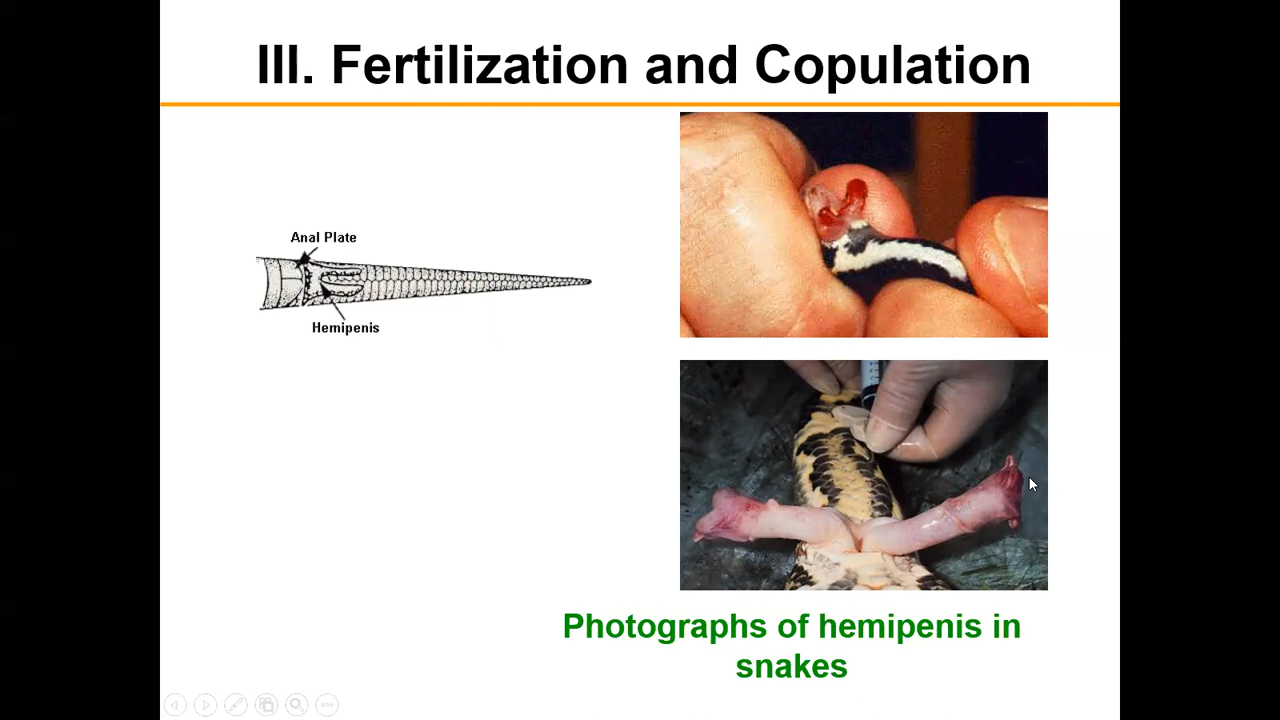 III. Fertilization and Copulation
Anal Plate
Hemipenis
Photographs of hemipenis in
snakes